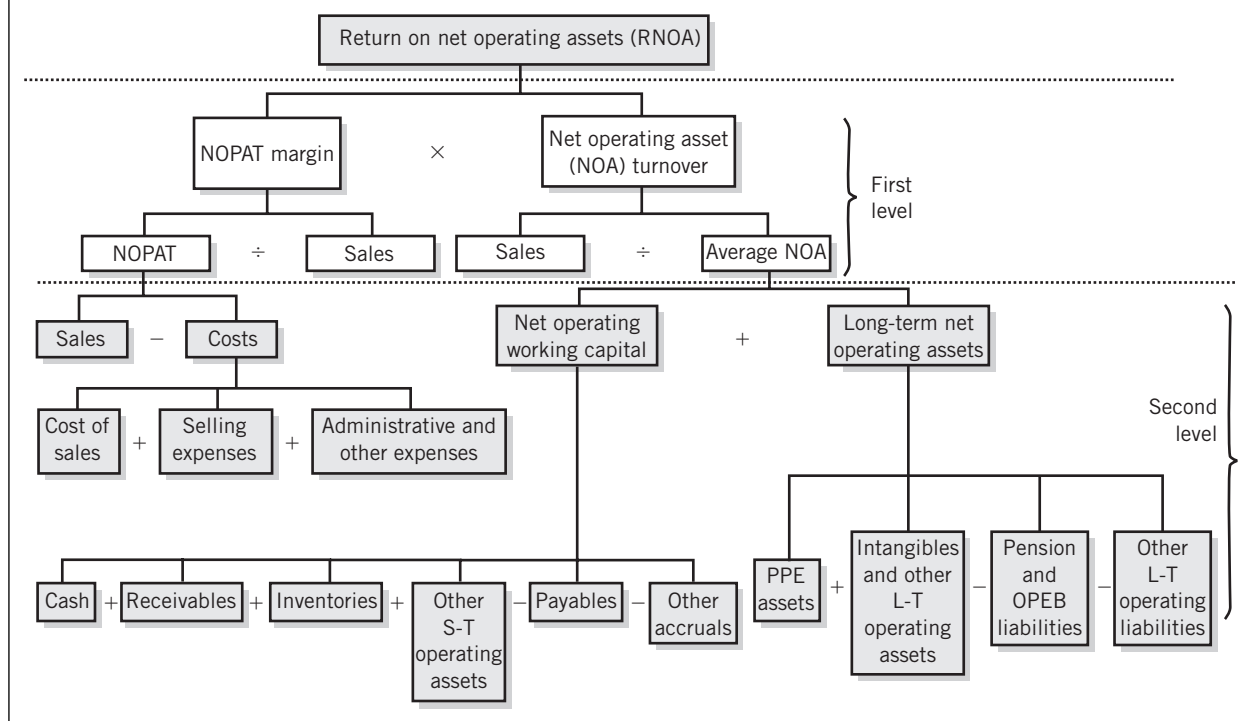 Return on net operating assets (RNOA)
NOPAT margin
×
Net operating asset
(NOA) turnover
First
level
NOPAT
÷
Sales
Sales
÷
Average NOA
Sales
−
Costs
Net operating
working capital
+
Long-term net
operating assets
Second
level
Cost of
sales
+
Selling
expenses
+
Administrative and
other expenses
Cash
+
Receivables
+
Inventories
+
Other
S-T
operating
assets
−
Payables
−
Other
accruals
PPE
assets
+
Intangibles
and other
L-T
operating
assets
−
Pension
and
OPEB
liabilities
−
Other
L-T
operating
liabilities